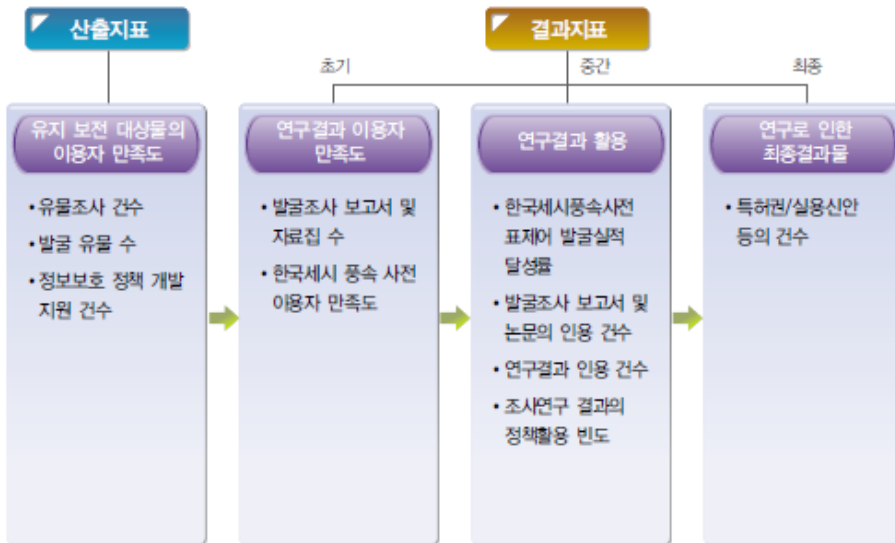 산출지표
결과지표
초기
중간
최종
유지 보전 대상물의
이용자 만족도
• 유물조사 건수
• 발굴 유물 수
• 정보보호 정책 개발
지원 건수
연구결과 이용자
만족도
• 발굴조사 보고서 및
자료집 수
• 한국세시 풍속 사전
이용자 만족도
연구결과 활용
• 한국세시풍속사전
표제어 발굴실적
달성률
• 발굴조사 보고서 및
논문의 인용 건수
• 연구결과 인용 건수
• 조사연구 결과의
정책활용 빈도
연구로 인한
최종결과물
• 특허권/실용신안
등의 건수